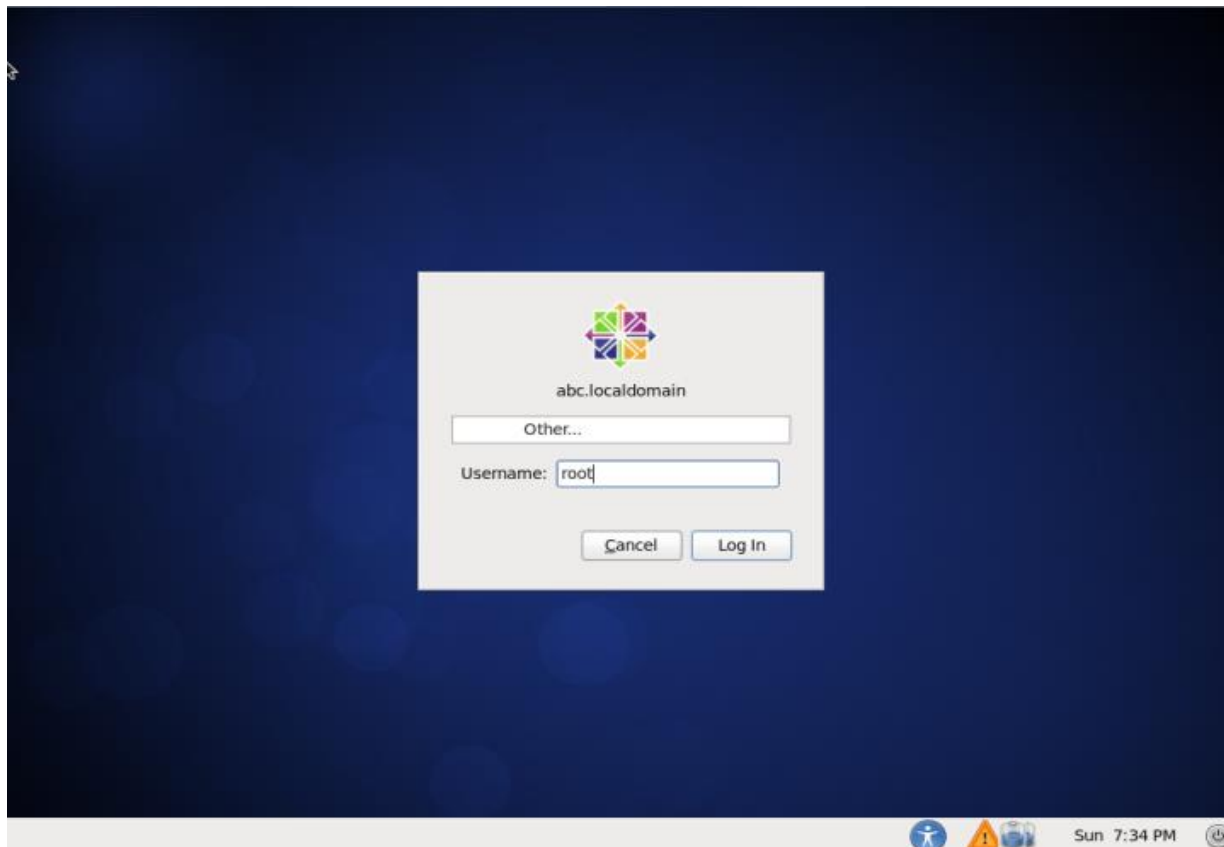 abc.localdomain
Other...
Username: root
Cancel Log In
Sun 7:34 PM